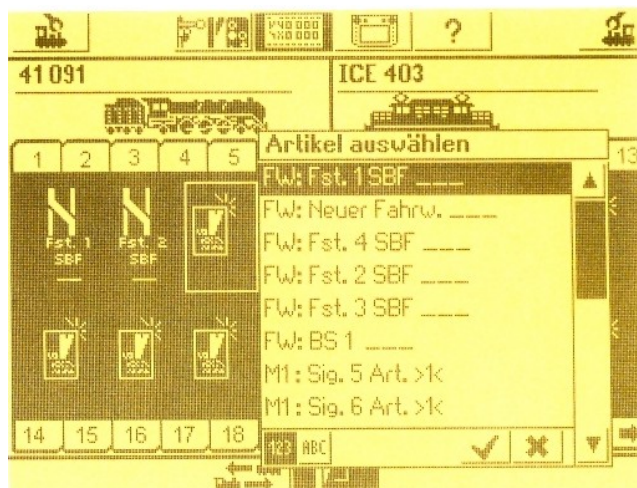 ?
41 091
ICE 403
Artikel auswählen
1 2 3 4 5
13
FW: Fst. 1 SBF _ _ _
FW: Neuer Fahrw. _ _ _
FW: Fst. 4 SBF _ _ _
FW: Fst. 2 SBF _ _ _
FW: Fst. 3 SBF _ _ _
FW: BS 1 _ _ _
M1: Sig. 5 Art. >1<
M1: Sig. 6 Art. >1<
Fst. 1
SBF
Fst. 2
SBF
14 15 16 17 18
123 ABC